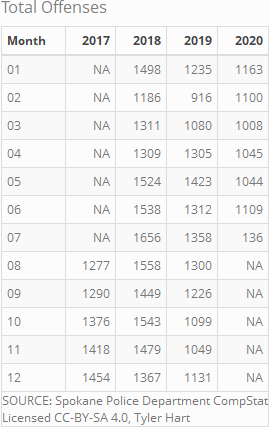 Total Offenses
Month 2017 2018 2019 2020
01 NA 1498 1235 1163
02 NA 1186 916 1100
03 NA 1311 1080 1008
04 NA 1309 1305 1045
05 NA 1524 1423 1044
06 NA 1538 1312 1109
07 NA 1656 1358 136
08 1277 1558 1300 NA
09 1290 1449 1226 NA
10 1376 1543 1099 NA
11 1418 1479 1049 NA
12 1454 1367 1131 NA
SOURCE: Spokane Police Department CompStat
Licensed CC-BY-SA 4.0, Tyler Hart